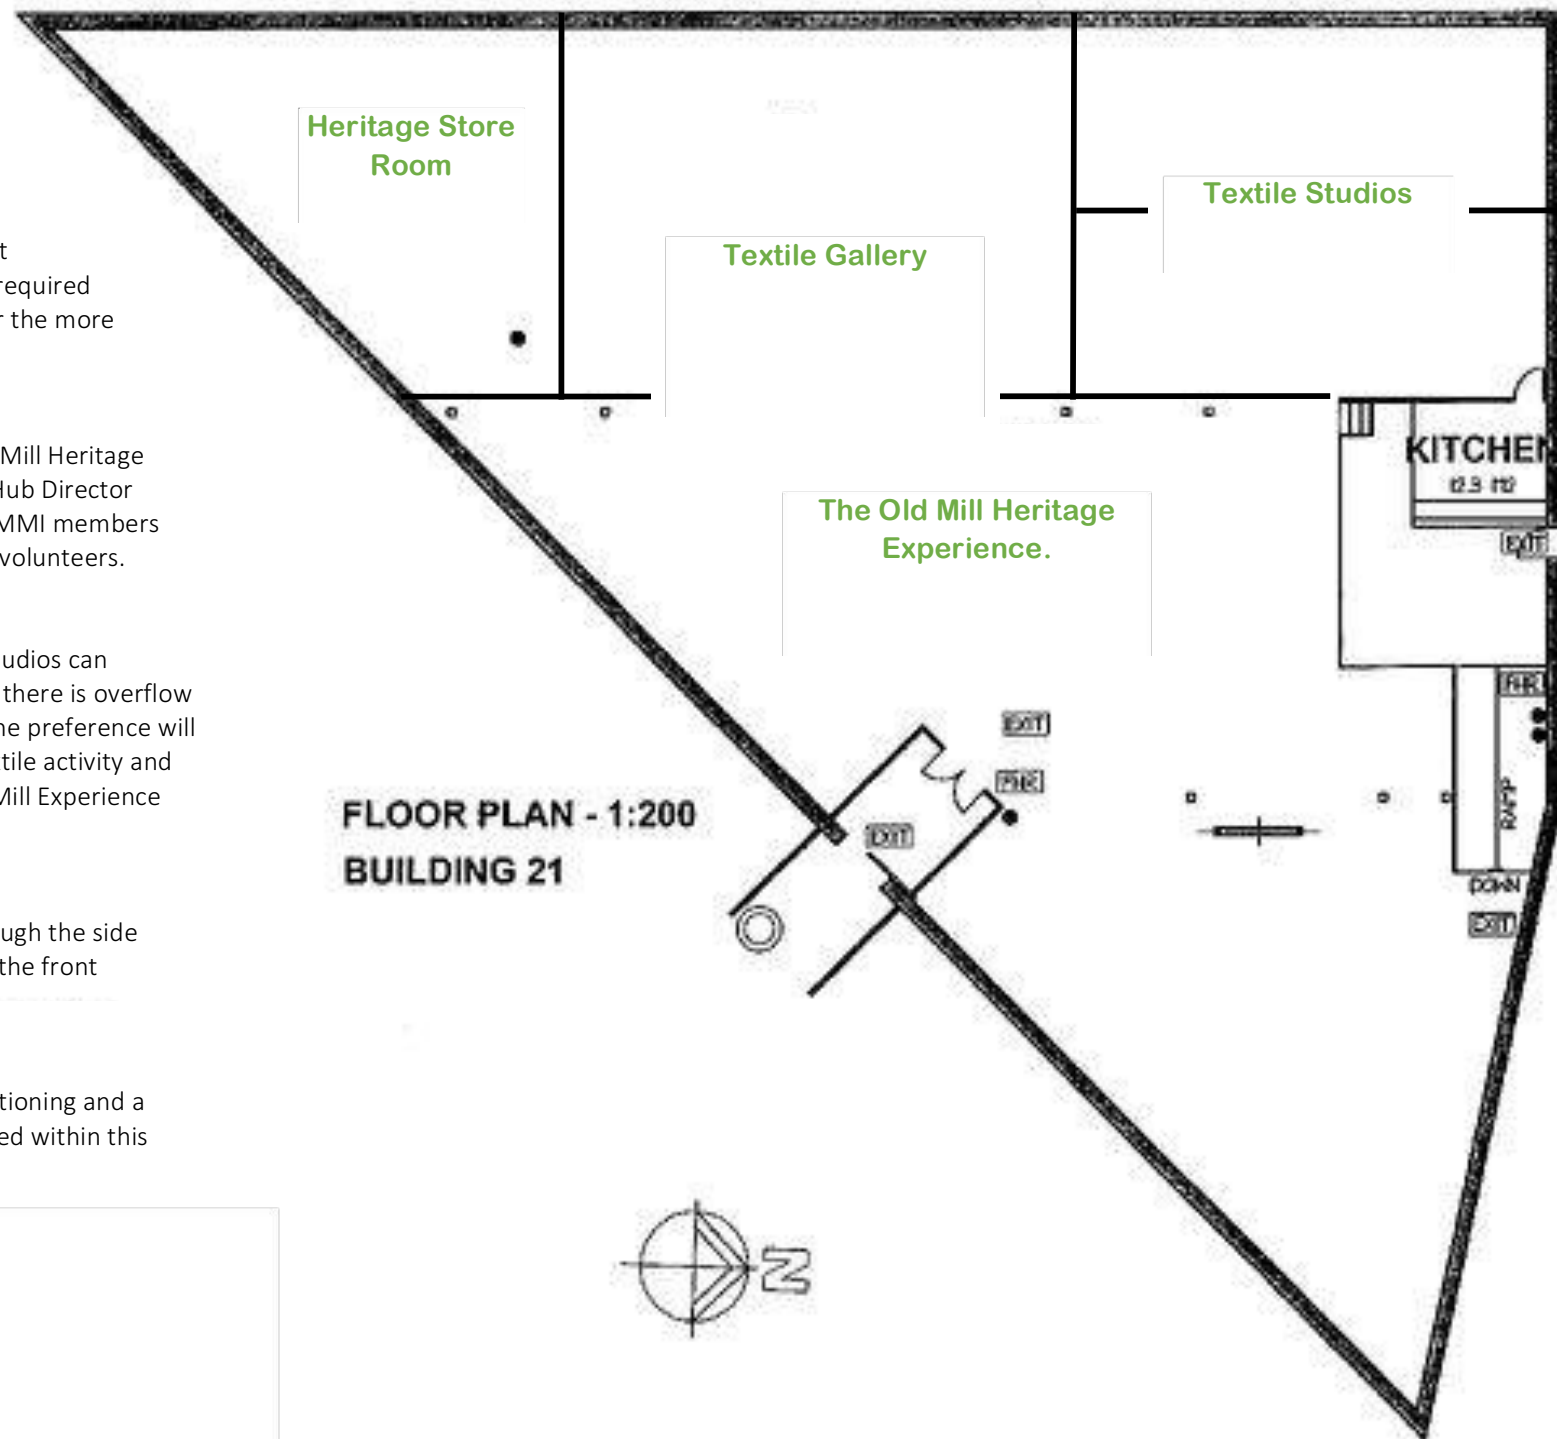 Heritage Store
Room
Textile Gallery
Textile Studios
t
required
r the more
Mill Heritage
Hub Director
MMI members
volunteers.
udios can
there is overflow
ne preference will
tile activity and
Mill Experience
ugh the side
the front
tioning and a
ed within this
KITCHEN
EXIT
The Old Mill Heritage
Experience.
FHR
EXIT
FHR
EXIT
RAMP
DOWN
EXIT
FLOOR PLAN - 1:200
BUILDING 21
N